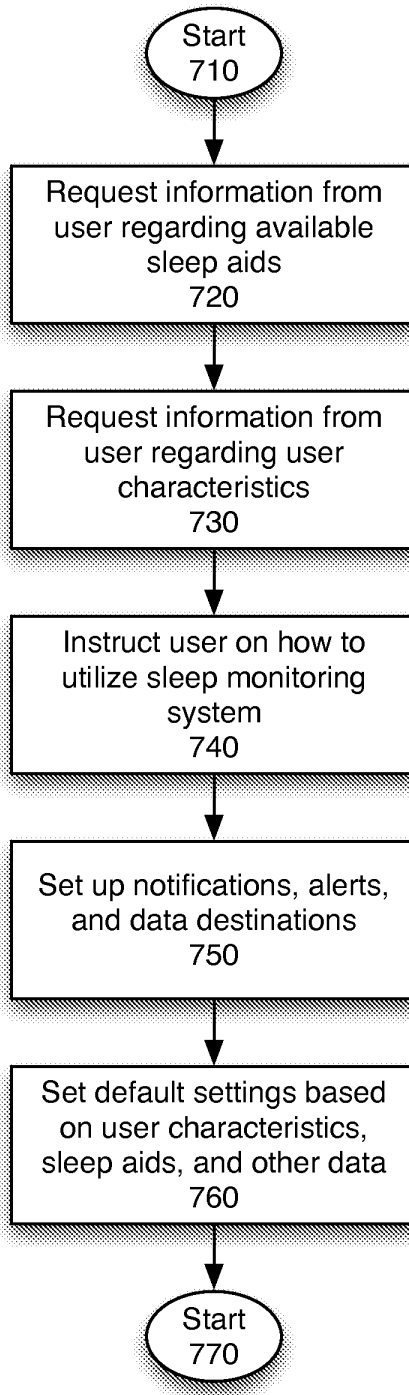 Start
710
Request information from
user regarding available
sleep aids
720
Request information from
user regarding user
characteristics
730
Instruct user on how to
utilize sleep monitoring
system
740
Set up notifications, alerts,
and data destinations
750
Set default settings based
on user characteristics,
sleep aids, and other data
760
Start
770